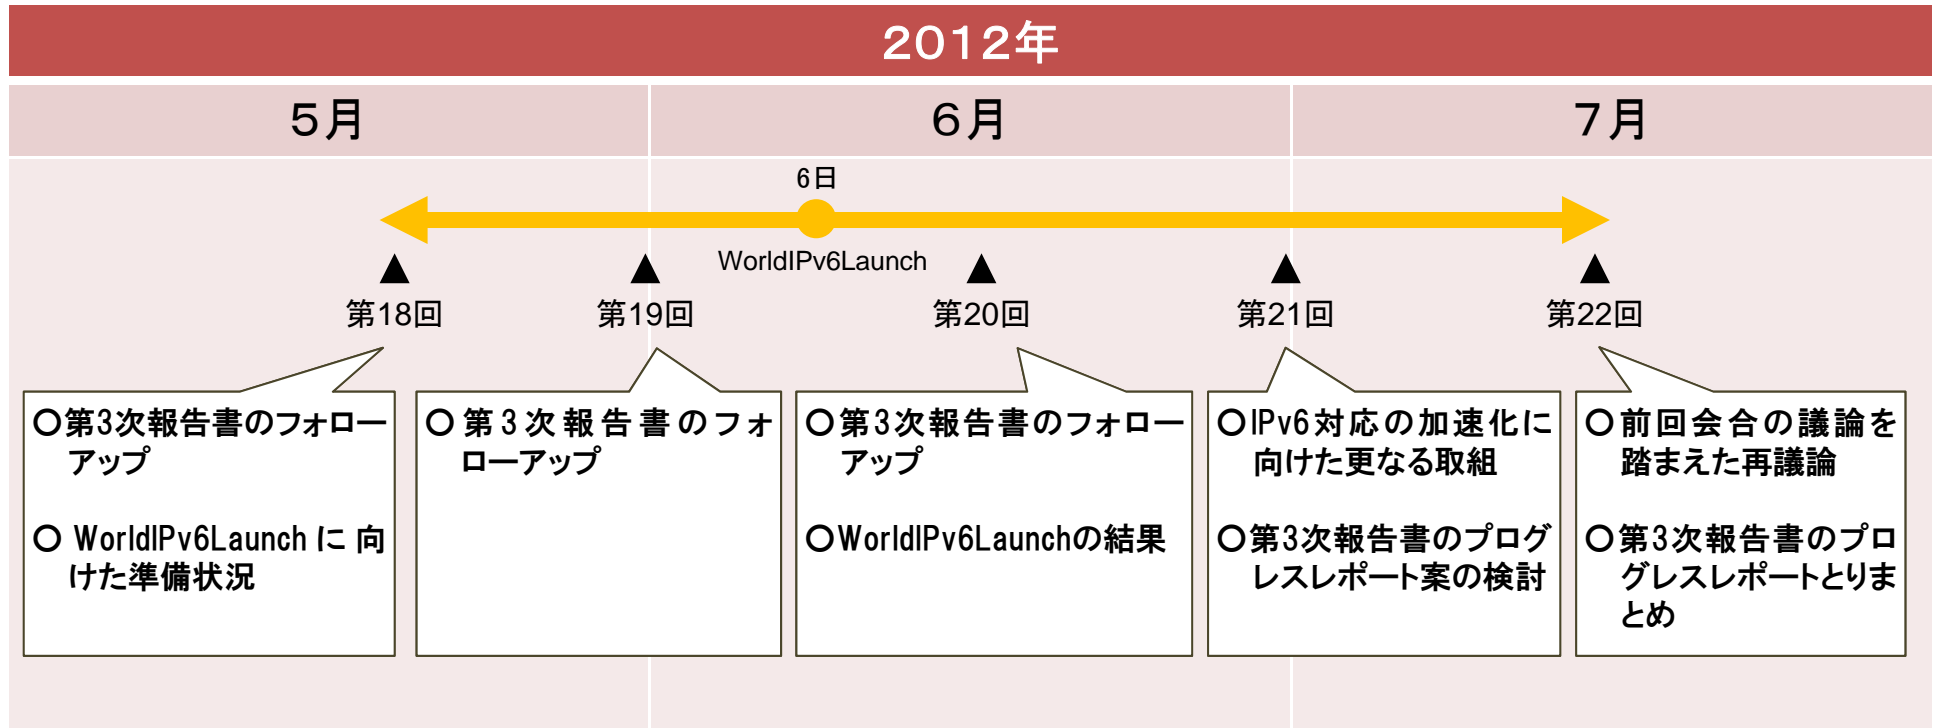 ２０１２年
５月
６月
７月
6日
WorldIPv6Launch
▲
▲
▲
▲
▲
第18回
第19回
第20回
第21回
第22回
○第3次報告書のフォロー
アップ
○ WorldIPv6Launch に 向
けた準備状況
○ 第 3 次 報 告 書 の フ ォ
ローアップ
○第3次報告書のフォロー
アップ
○WorldIPv6Launchの結果
○IPv6対応の加速化に
向けた更なる取組
○第3次報告書のプログ
レスレポート案の検討
○前回会合の議論を
踏まえた再議論
○第3次報告書のプロ
グレスレポートとりま
とめ